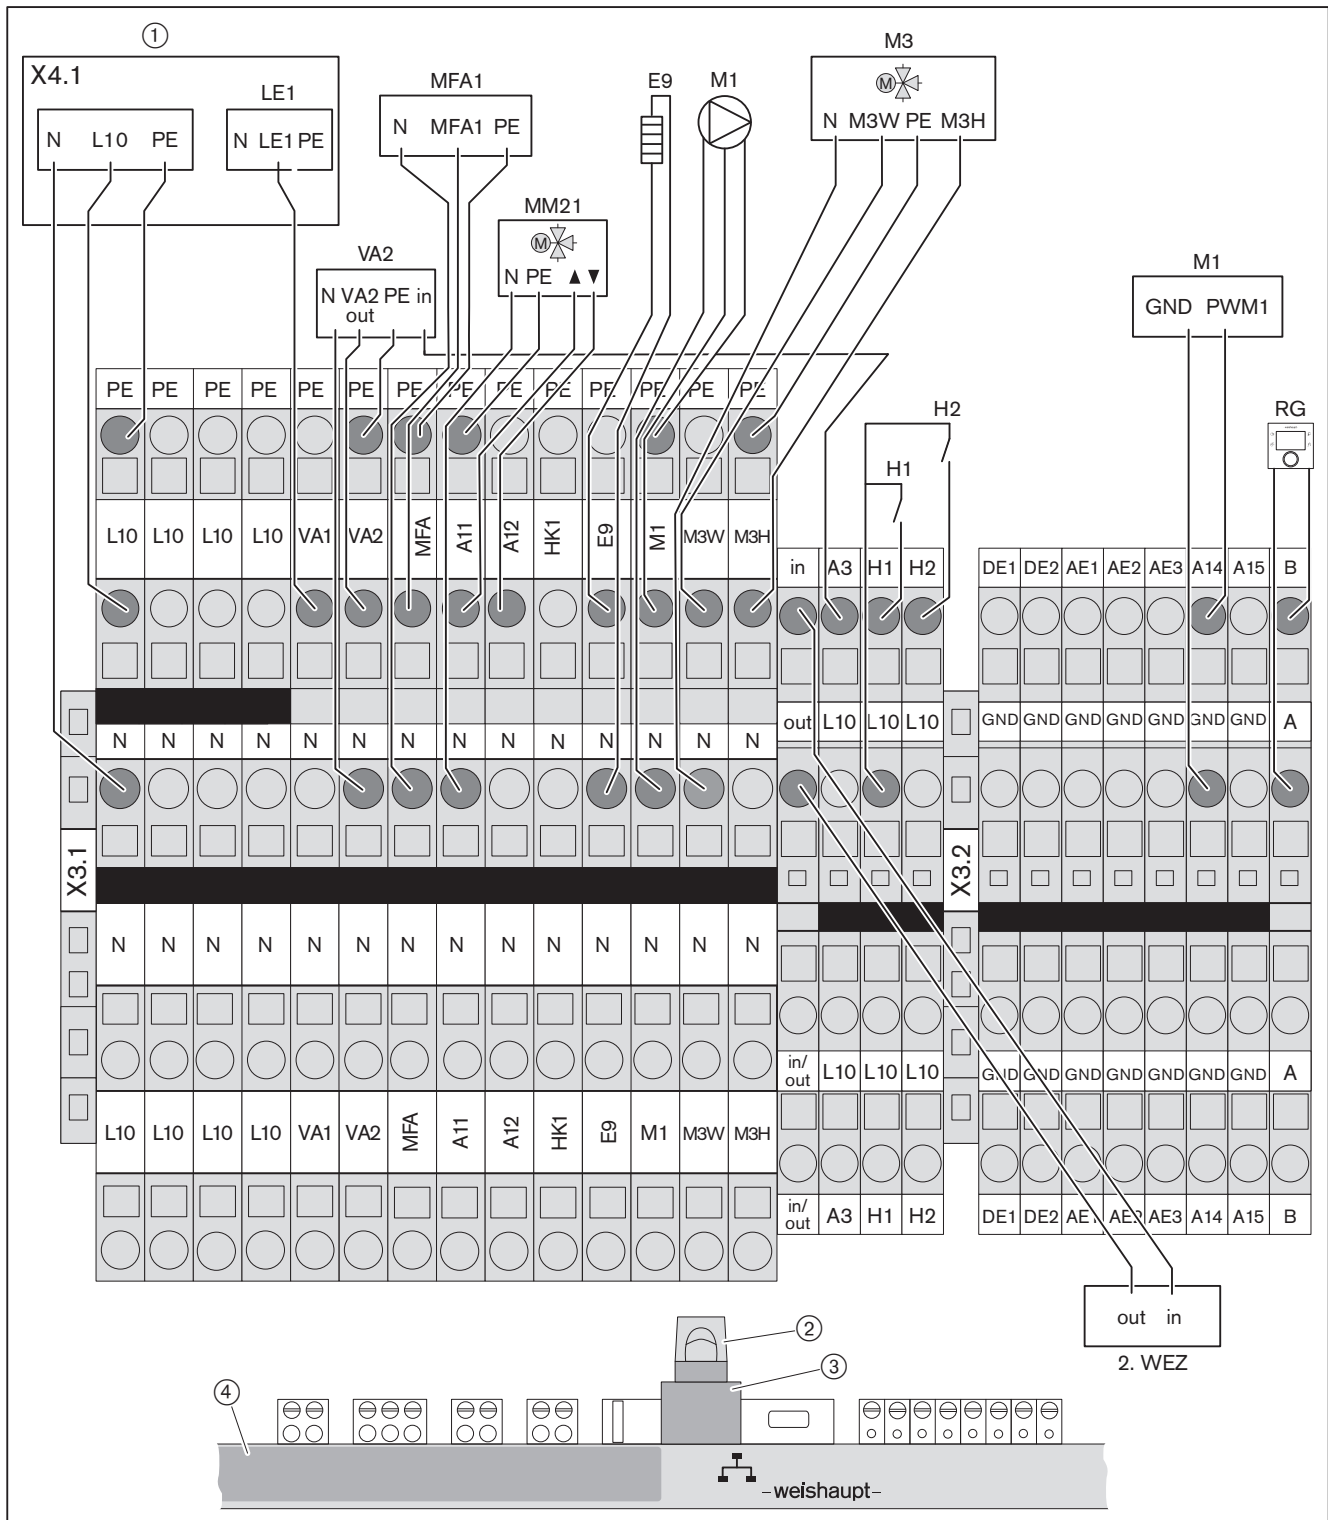 ①
M3
X4.1
LE1
MFA1
E9
M1
N L10 PE
N LE1 PE
N MFA1 PE
M
N M3W PE M3H
MM21
M
N PE ▲ ▼
VA2
N VA2 PE in
out
M1
GND PWM1
PE PE PE PE PE PE PE PE PE PE PE PE PE PE
H2
RG
H1
L10 L10 L10 L10 VA1 VA2 MFA A11 A12 HK1 E9 M1 M3W M3H
in A3 H1 H2
DE1 DE2 AE1 AE2 AE3 A14 A15 B
out L10 L10 L10
GND GND GND GND GND GND GND A
N N N N N N N N N N N N N N
X3.1
X3.2
N N N N N N N N N N N N N N
in/
out L10 L10 L10
GND GND GND GND GND GND GND A
L10 L10 L10 L10 VA1 VA2 MFA A11 A12 HK1 E9 M1 M3W M3H
in/
out A3 H1 H2
DE1 DE2 AE1 AE2 AE3 A14 A15 B
out in
2. WEZ
②
③
④
–weishaupt–